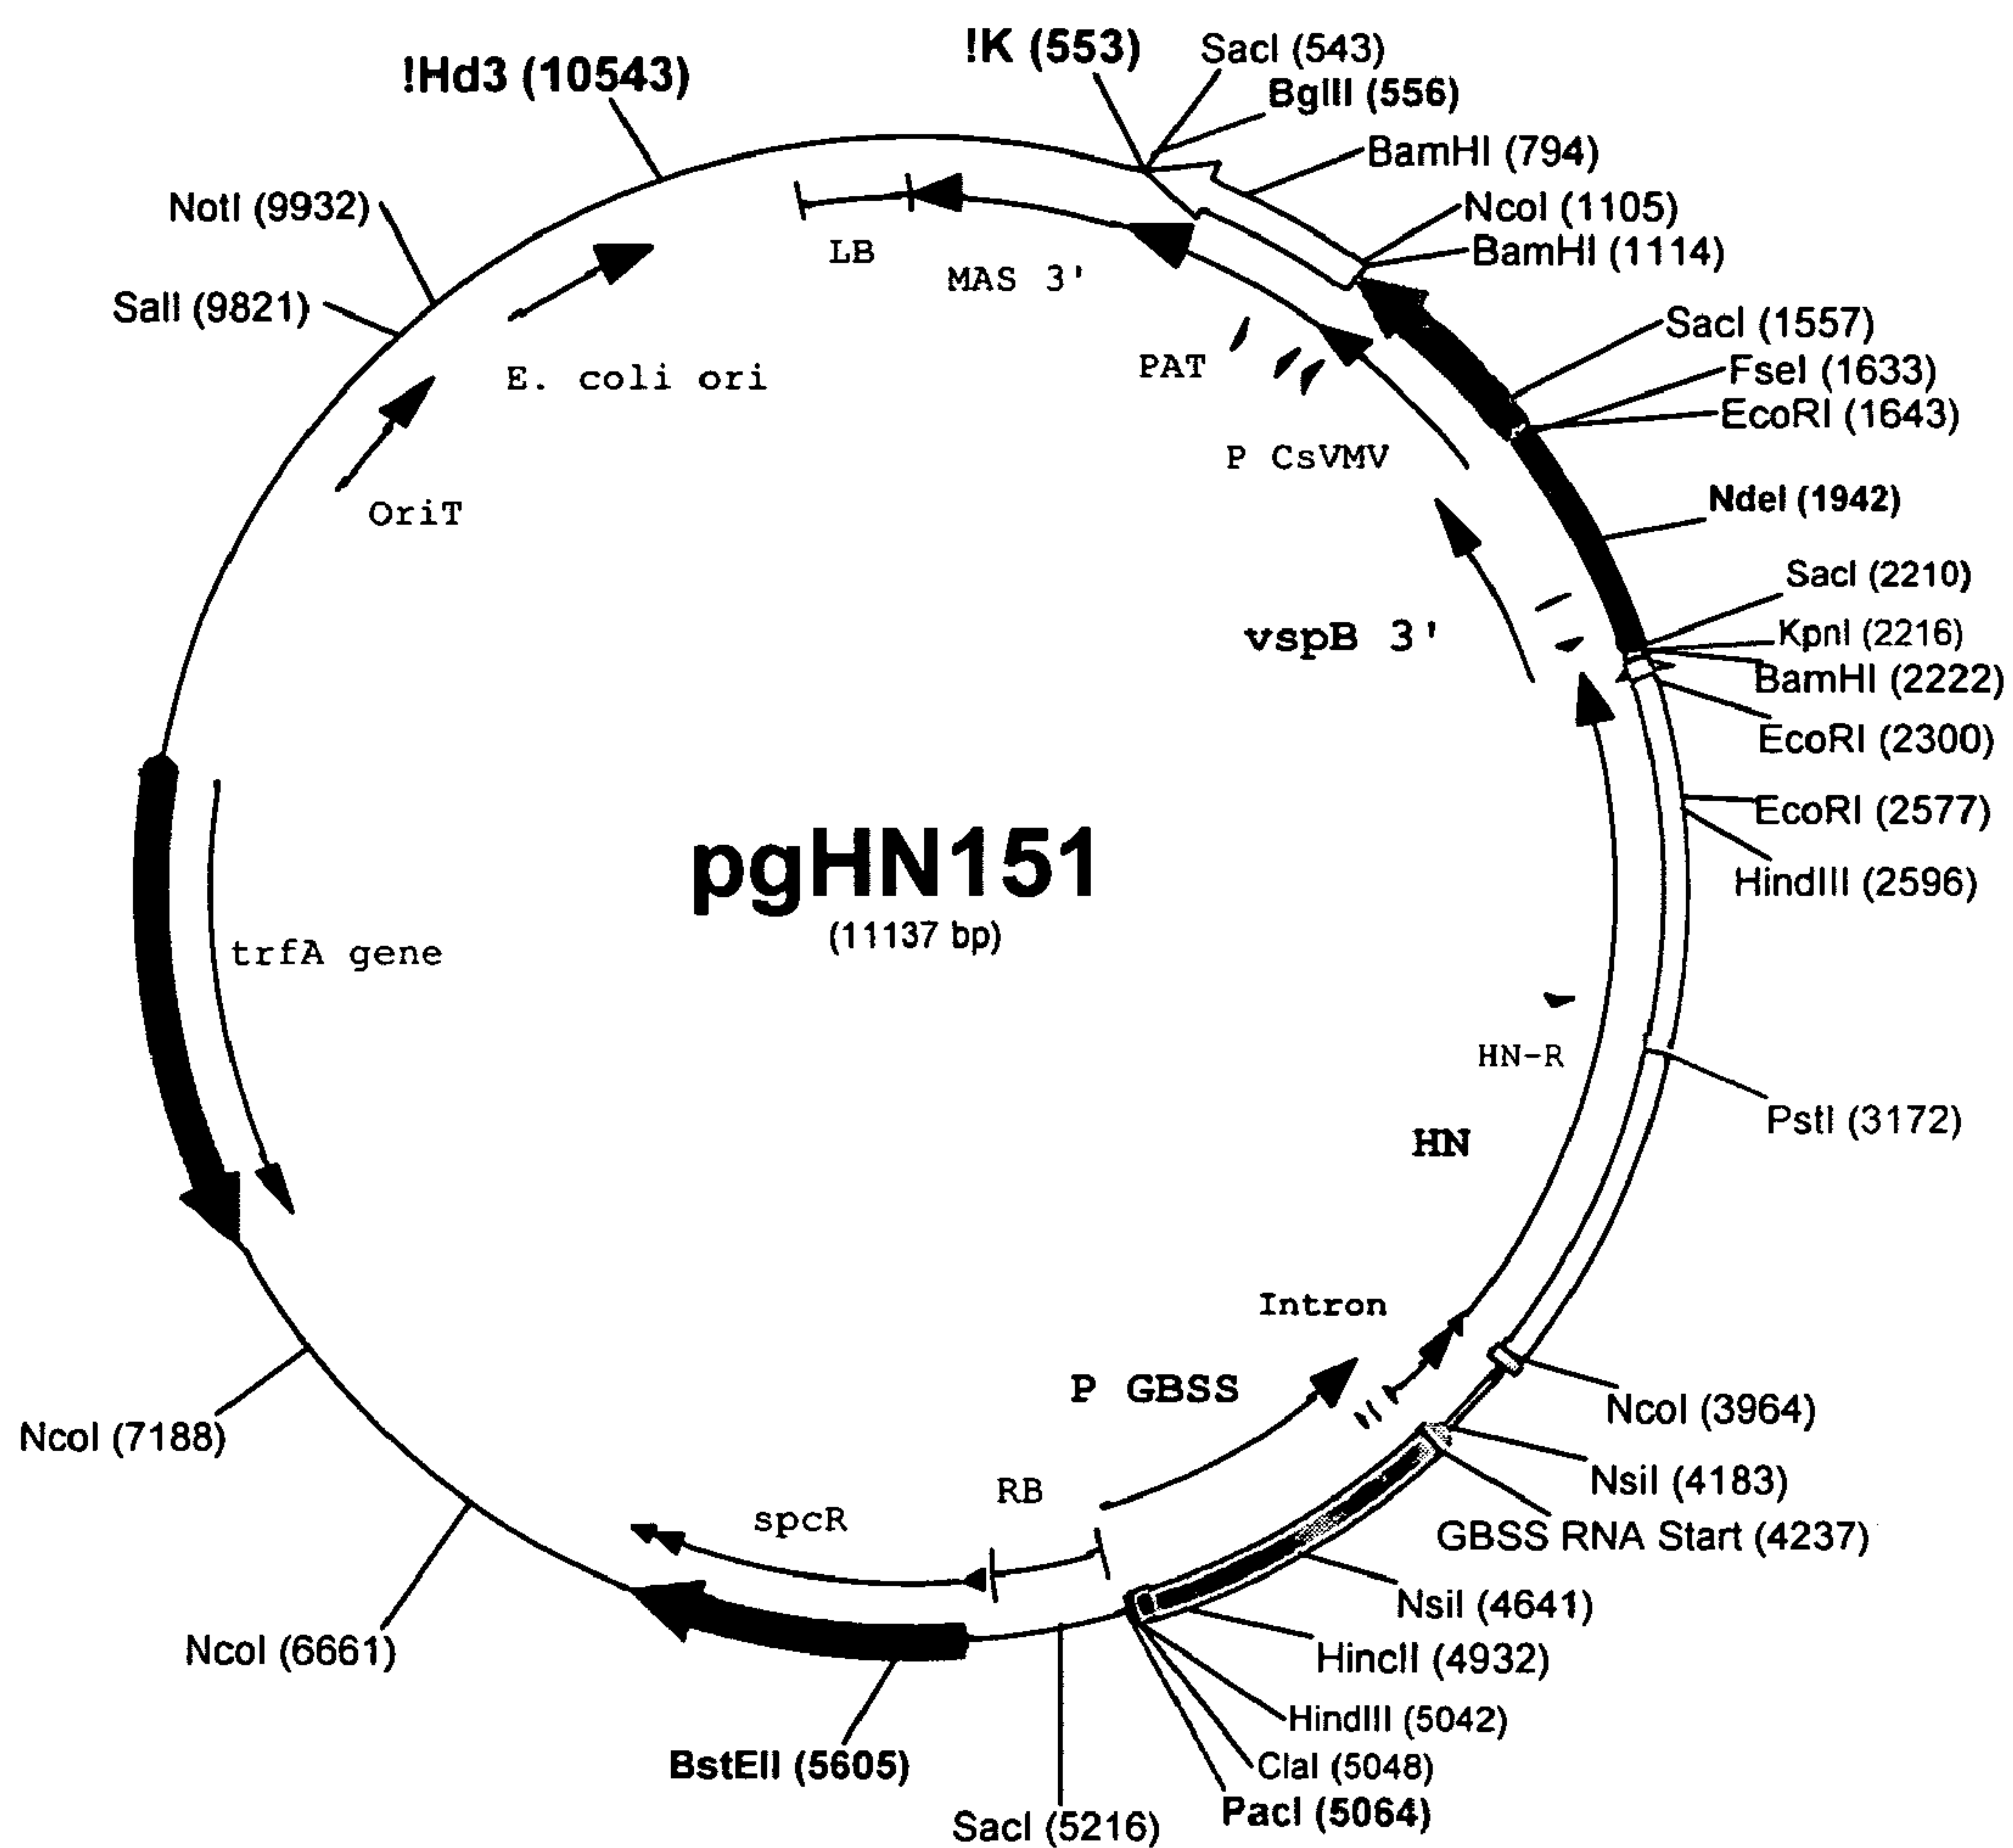 !K (553)
SacI (543)
!Hd3 (10543)
BglII (556)
BamHI (794)
NotI (9932)
NcoI (1105)
BamHI (1114)
LB
MAS 3'
SalI (9821)
SacI (1557)
PAT
FseI (1633)
E. coli ori
EcoRI (1643)
P CsVMV
NdeI (1942)
OriT
SacI (2210)
vspB 3'
KpnI (2216)
BamHI (2222)
EcoRI (2300)
EcoRI (2577)
pgHN151
HindIII (2596)
(11137 bp)
trfA gene
HN-R
PstI (3172)
HN
Intron
P GBSS
NcoI (3964)
NcoI (7188)
NsiI (4183)
RB
spcR
GBSS RNA Start (4237)
NsiI (4641)
NcoI (6661)
HincII (4932)
HindIII (5042)
BstEII (5605)
ClaI (5048)
PacI (5064)
SacI (5216)